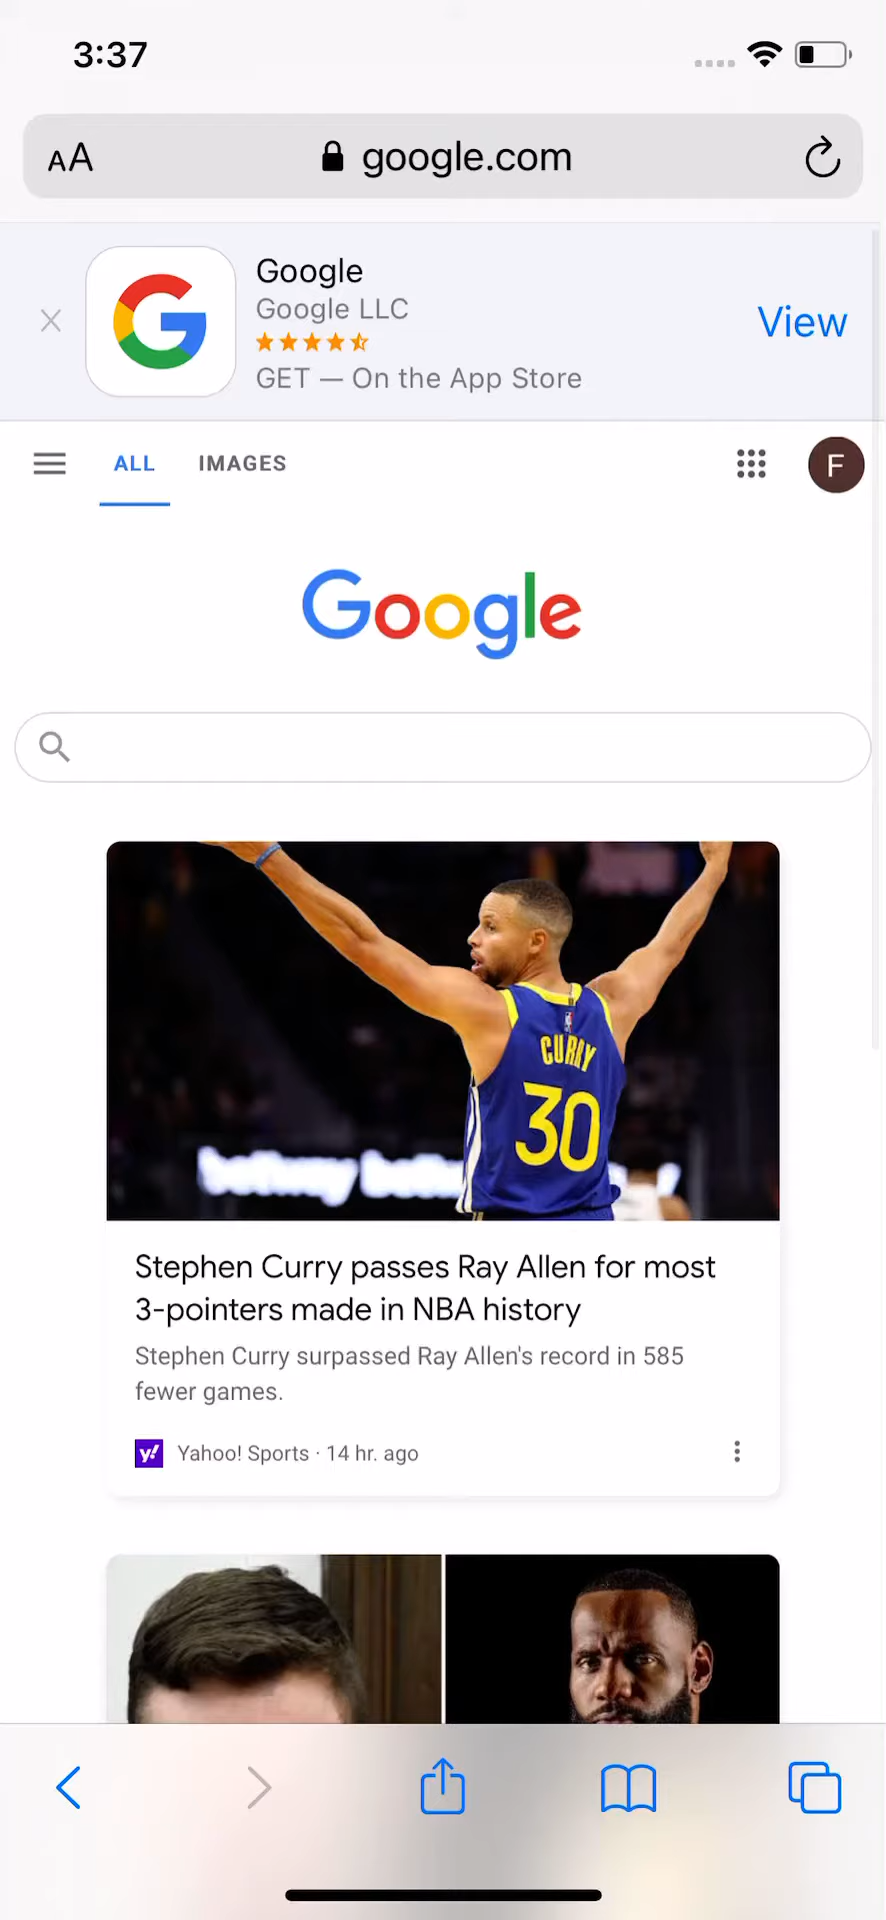 3:37
AA google.com
Google
Google LLC
GET — On the App Store
View
ALL IMAGES
F
Google
CURRY
30
Stephen Curry passes Ray Allen for most
3-pointers made in NBA history
Stephen Curry surpassed Ray Allen's record in 585
fewer games.
y! Yahoo! Sports · 14 hr. ago